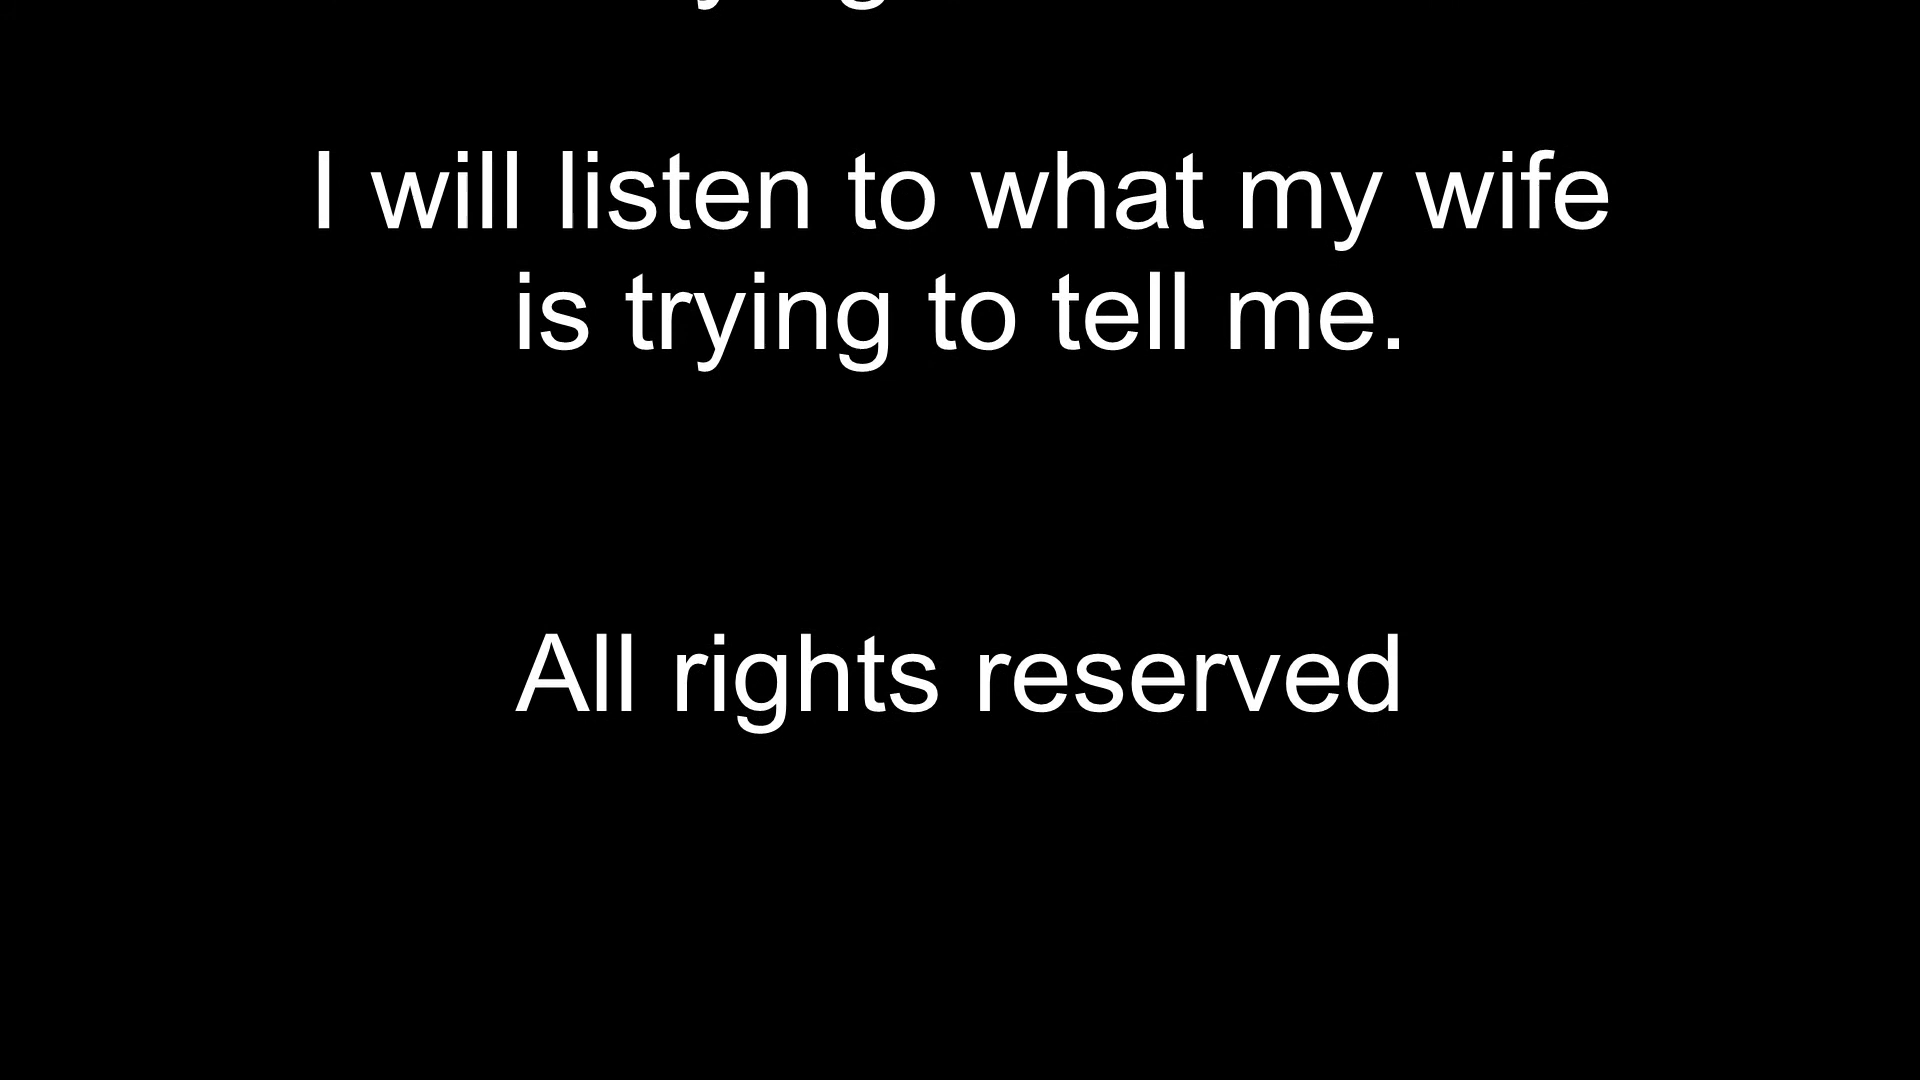 I will listen to what my wife
is trying to tell me.
All rights reserved